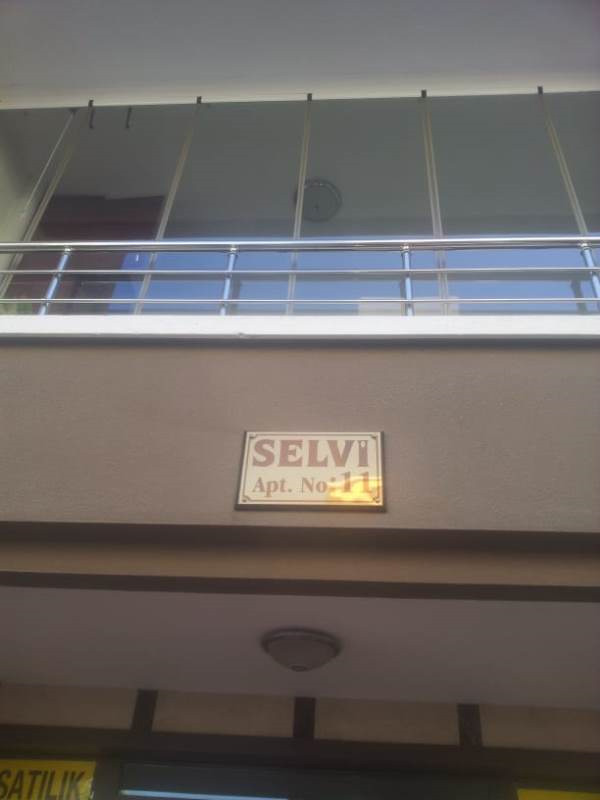 SELVİ
Apt. No: 11
SATILIK